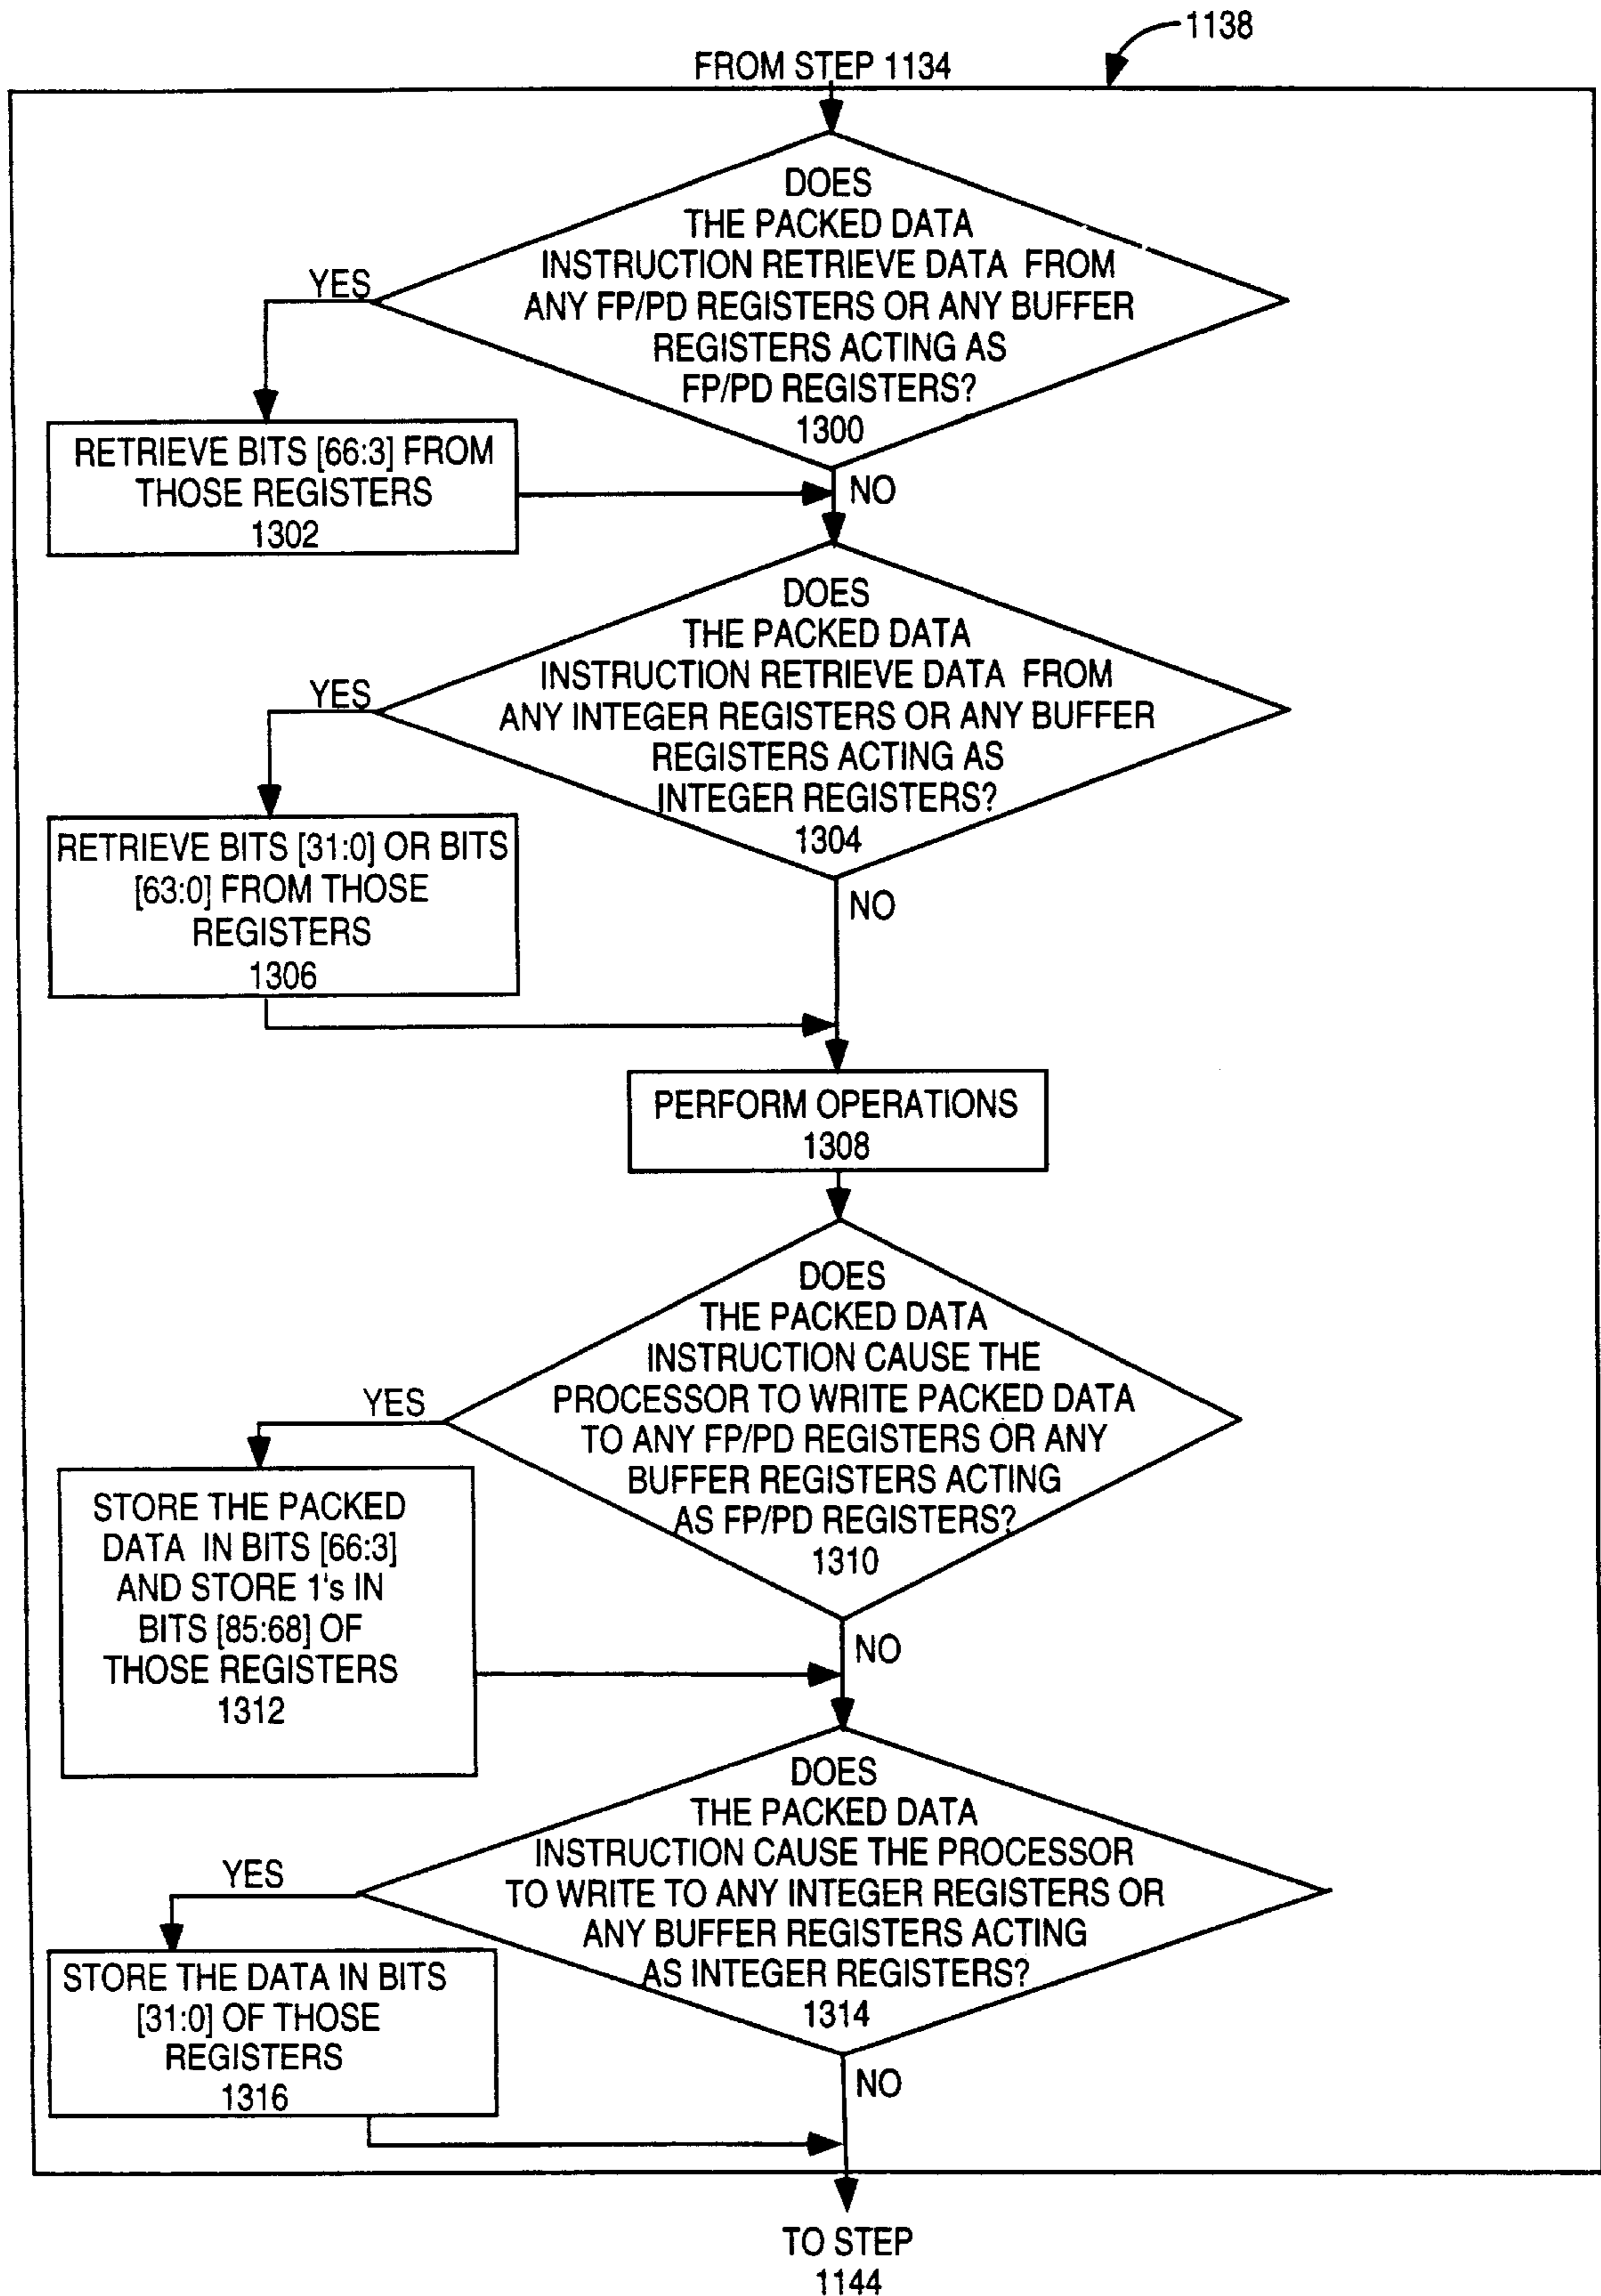 1138
FROM STEP 1134
DOES
THE PACKED DATA
INSTRUCTION RETRIEVE DATA FROM
ANY FP/PD REGISTERS OR ANY BUFFER
REGISTERS ACTING AS
FP/PD REGISTERS?
1300
YES
RETRIEVE BITS [66:3] FROM
THOSE REGISTERS
1302
NO
DOES
THE PACKED DATA
INSTRUCTION RETRIEVE DATA FROM
ANY INTEGER REGISTERS OR ANY BUFFER
REGISTERS ACTING AS
INTEGER REGISTERS?
1304
YES
RETRIEVE BITS [31:0] OR BITS
[63:0] FROM THOSE
REGISTERS
1306
NO
PERFORM OPERATIONS
1308
DOES
THE PACKED DATA
INSTRUCTION CAUSE THE
PROCESSOR TO WRITE PACKED DATA
TO ANY FP/PD REGISTERS OR ANY
BUFFER REGISTERS ACTING
AS FP/PD REGISTERS?
1310
YES
STORE THE PACKED
DATA IN BITS [66:3]
AND STORE 1's IN
BITS [85:68] OF
THOSE REGISTERS
1312
NO
DOES
THE PACKED DATA
INSTRUCTION CAUSE THE PROCESSOR
TO WRITE TO ANY INTEGER REGISTERS OR
ANY BUFFER REGISTERS ACTING
AS INTEGER REGISTERS?
1314
YES
STORE THE DATA IN BITS
[31:0] OF THOSE
REGISTERS
1316
NO
TO STEP
1144